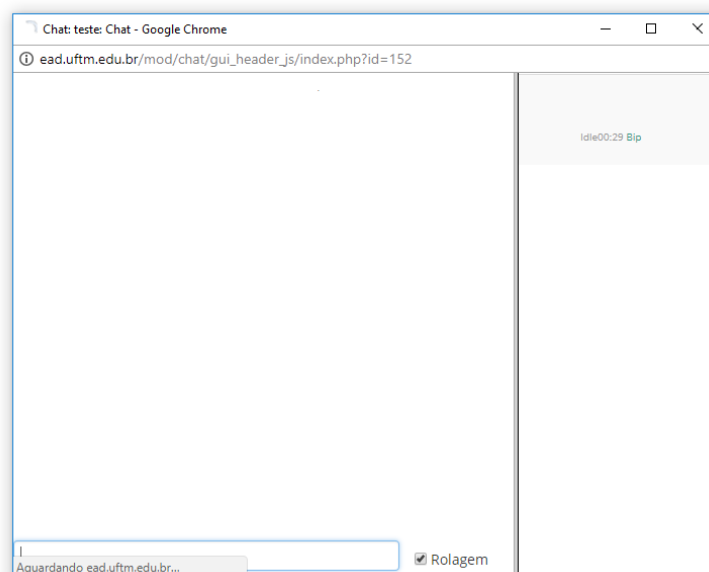 Chat: teste: Chat - Google Chrome
ead.uftm.edu.br/mod/chat/gui_header_js/index.php?id=152
Idle00:29 Bip
Rolagem
Aguardando ead.uftm.edu.br...